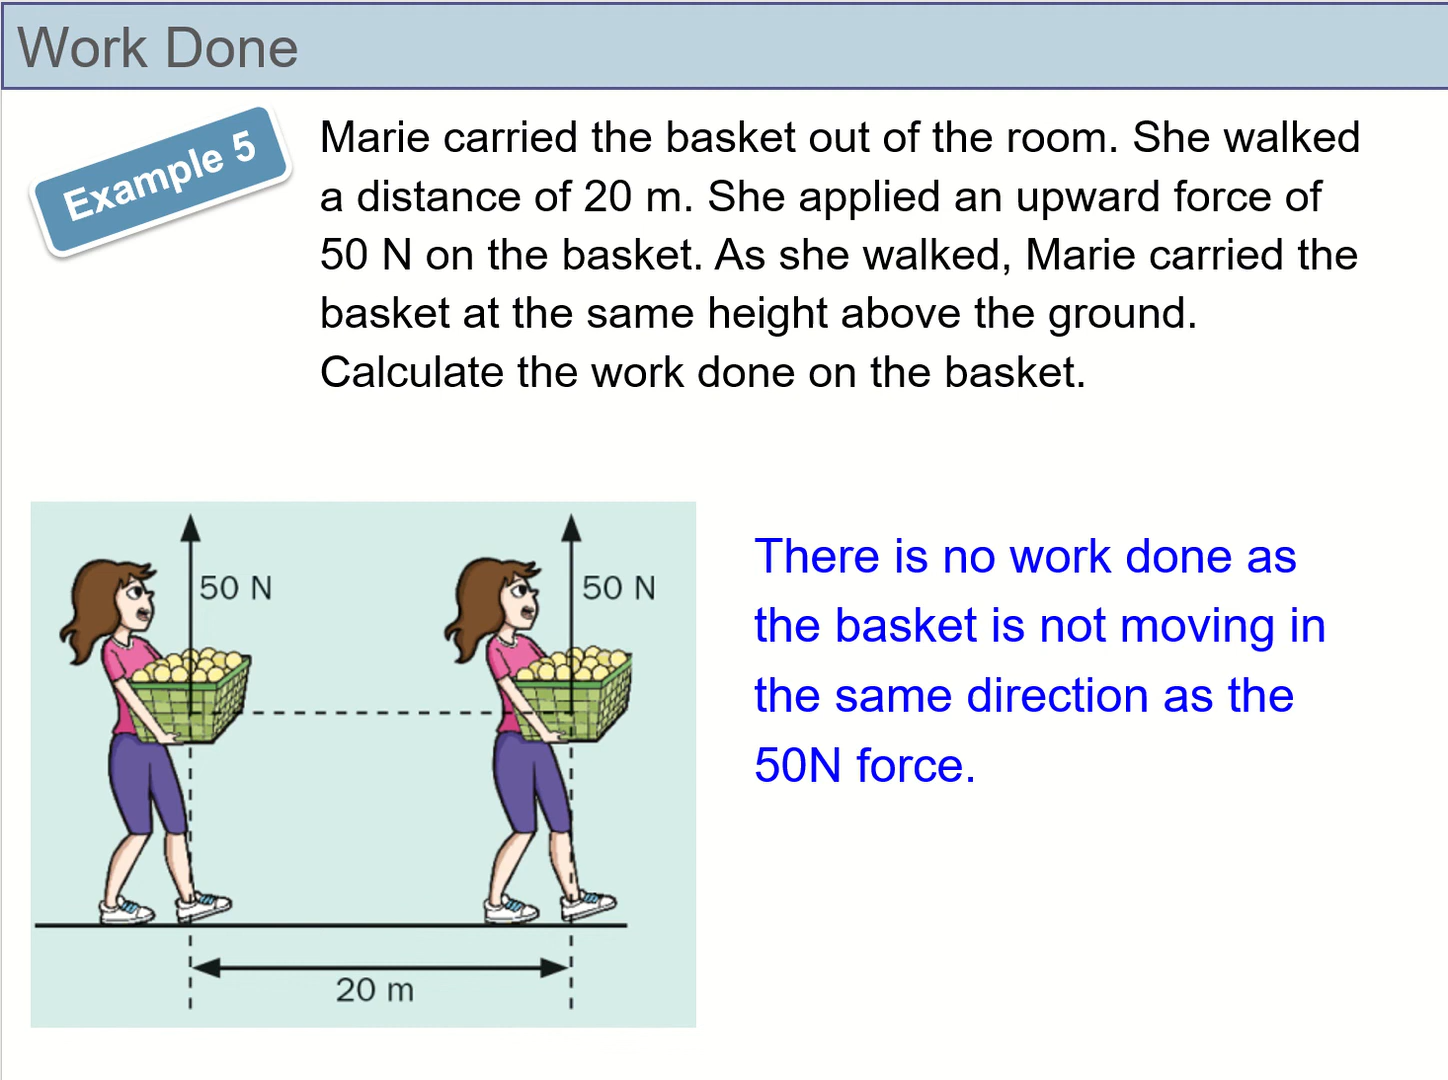 Work Done
Example 5
Marie carried the basket out of the room. She walked
a distance of 20 m. She applied an upward force of
50 N on the basket. As she walked, Marie carried the
basket at the same height above the ground.
Calculate the work done on the basket.
50 N
50 N
20 m
There is no work done as
the basket is not moving in
the same direction as the
50N force.